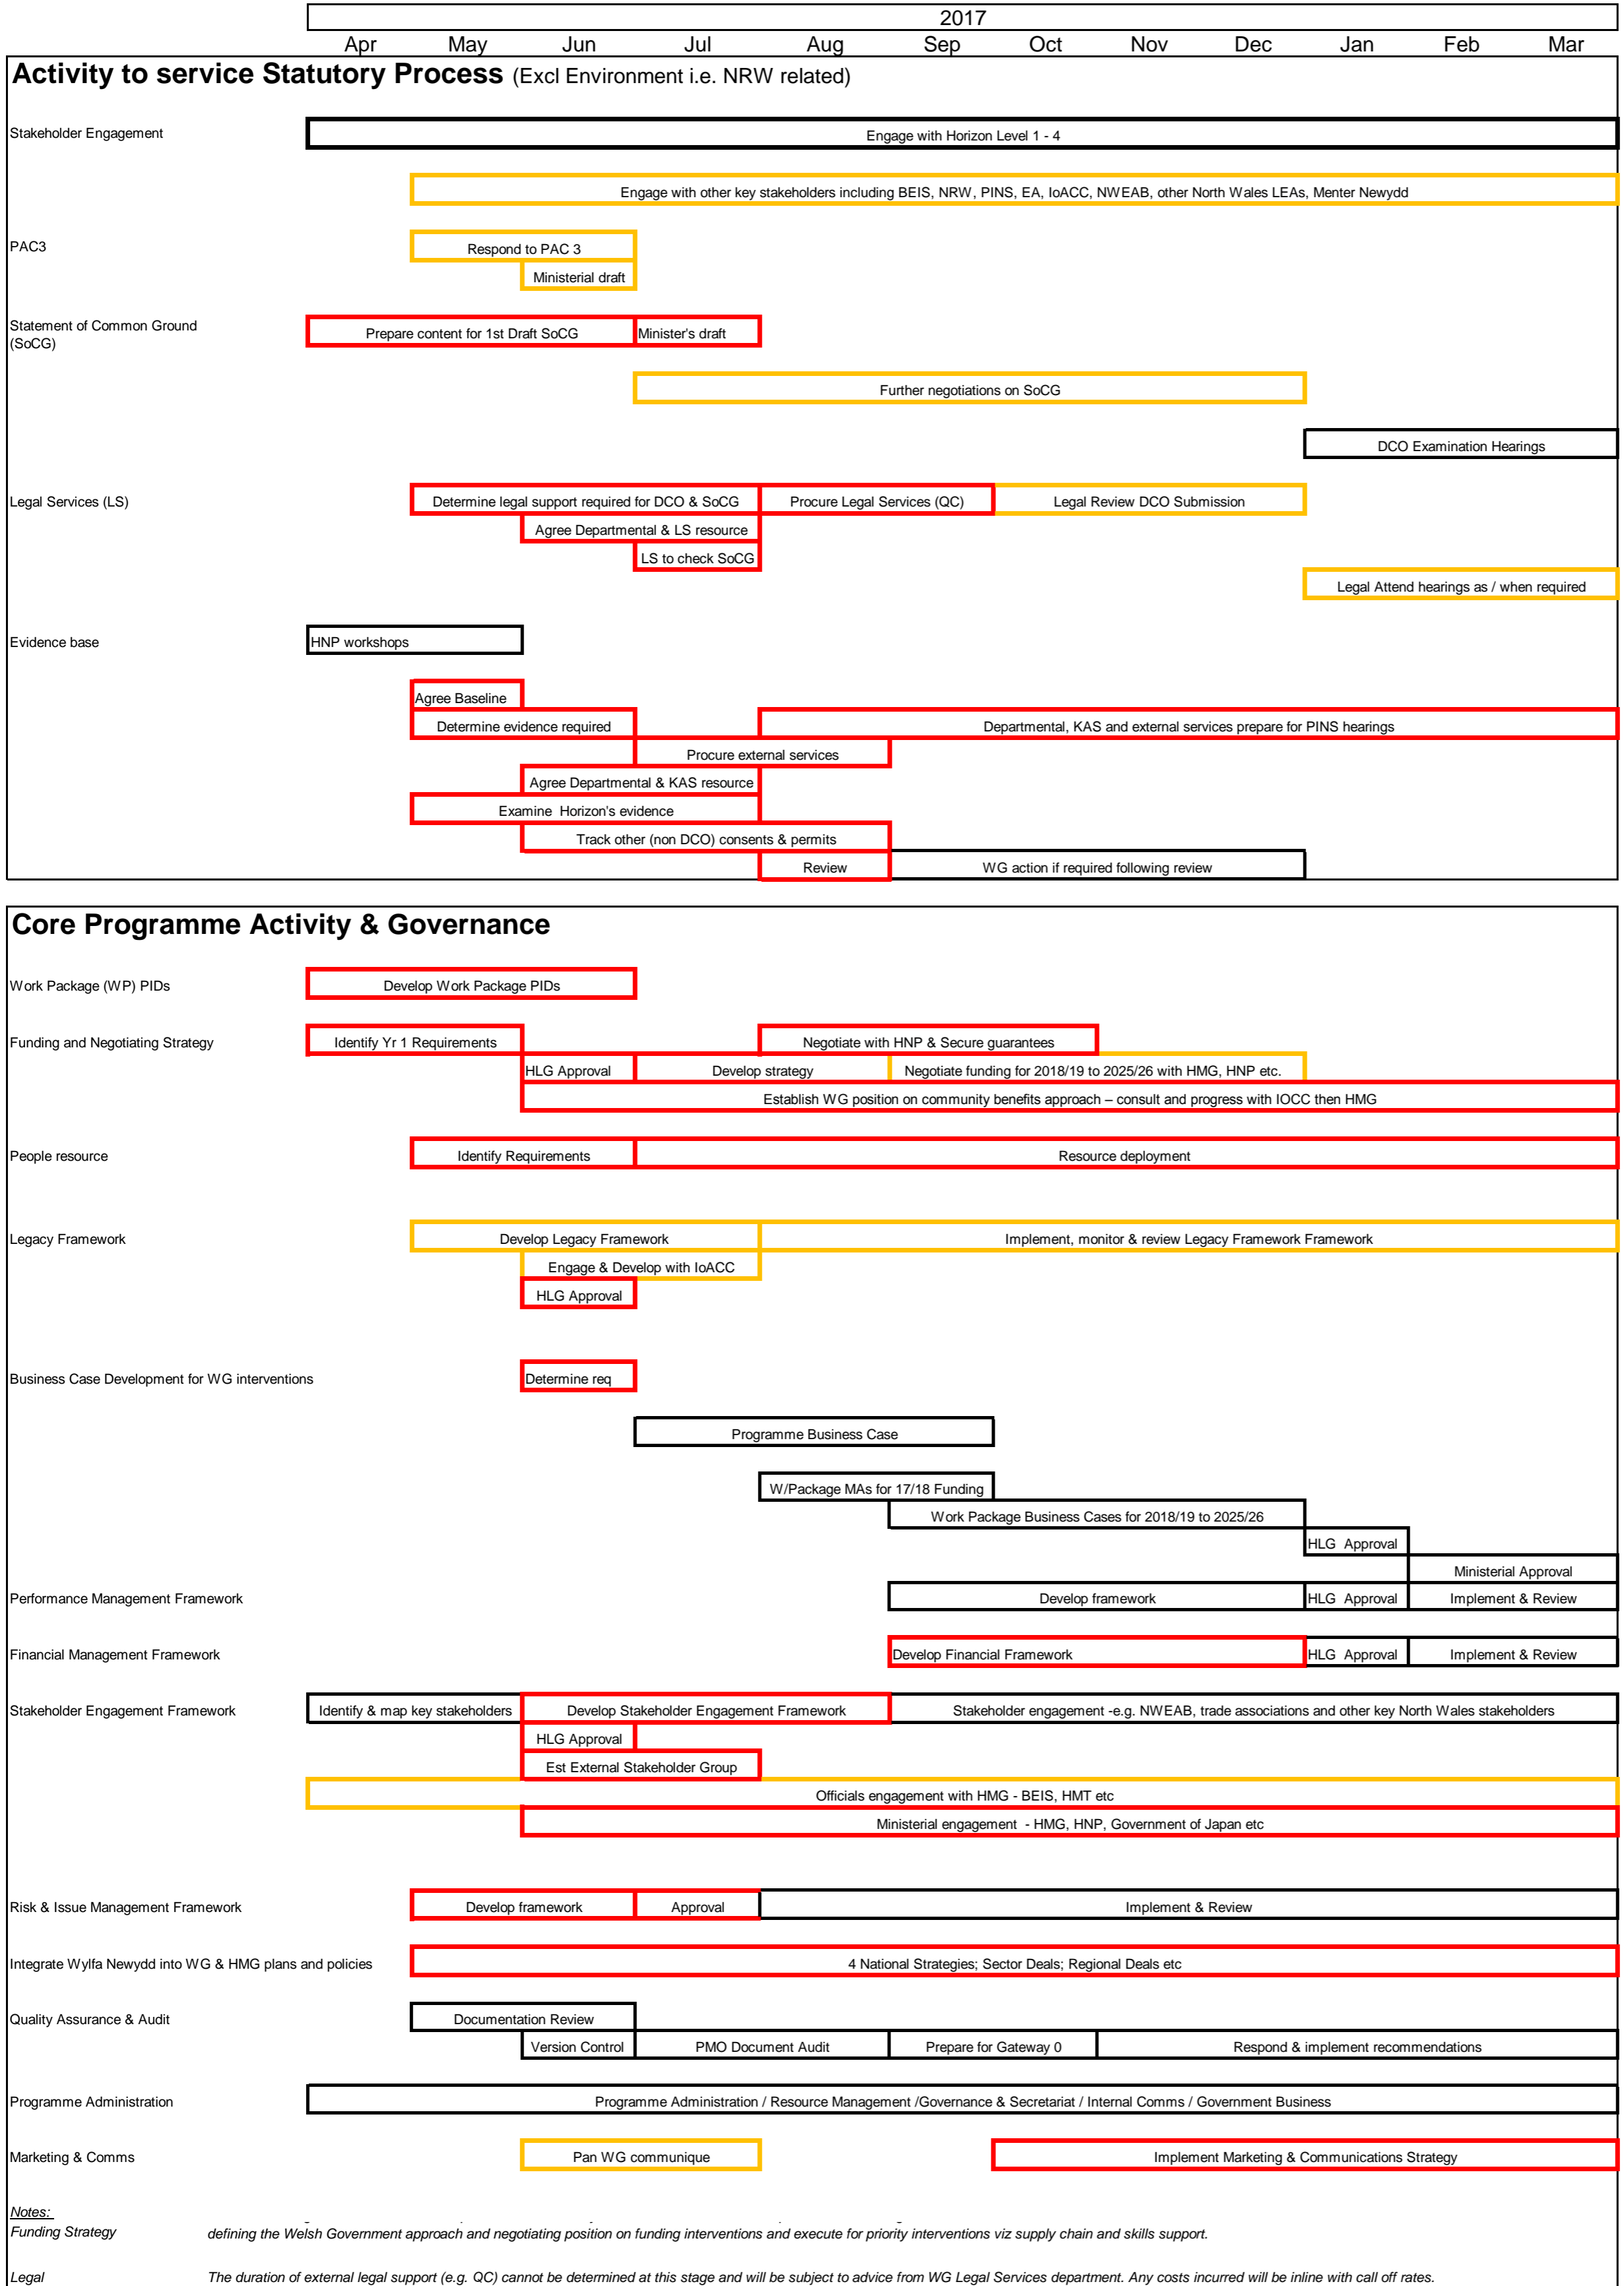 2017
Apr May Jun Jul Aug Sep Oct Nov Dec Jan Feb Mar
Activity to service Statutory Process (Excl Environment i.e. NRW related)
Stakeholder Engagement
Engage with Horizon Level 1 - 4
Engage with other key stakeholders including BEIS, NRW, PINS, EA, IoACC, NWEAB, other North Wales LEAs, Menter Newydd
PAC3
Respond to PAC 3
Ministerial draft
Statement of Common Ground
(SoCG)
Prepare content for 1st Draft SoCG
Minister's draft
Further negotiations on SoCG
DCO Examination Hearings
Legal Services (LS)
Determine legal support required for DCO & SoCG
Procure Legal Services (QC)
Legal Review DCO Submission
Agree Departmental & LS resource
LS to check SoCG
Legal Attend hearings as / when required
Evidence base
HNP workshops
Agree Baseline
Determine evidence required
Departmental, KAS and external services prepare for PINS hearings
Procure external services
Agree Departmental & KAS resource
Examine Horizon's evidence
Track other (non DCO) consents & permits
Review
WG action if required following review
Core Programme Activity & Governance
Work Package (WP) PIDs
Develop Work Package PIDs
Funding and Negotiating Strategy
Identify Yr 1 Requirements
Negotiate with HNP & Secure guarantees
HLG Approval
Develop strategy
Negotiate funding for 2018/19 to 2025/26 with HMG, HNP etc.
Establish WG position on community benefits approach – consult and progress with IOCC then HMG
People resource
Identify Requirements
Resource deployment
Legacy Framework
Develop Legacy Framework
Implement, monitor & review Legacy Framework Framework
Engage & Develop with IoACC
HLG Approval
Business Case Development for WG interventions
Determine req
Programme Business Case
W/Package MAs for 17/18 Funding
Work Package Business Cases for 2018/19 to 2025/26
HLG Approval
Ministerial Approval
Performance Management Framework
Develop framework
HLG Approval
Implement & Review
Financial Management Framework
Develop Financial Framework
HLG Approval
Implement & Review
Stakeholder Engagement Framework
Identify & map key stakeholders
Develop Stakeholder Engagement Framework
Stakeholder engagement -e.g. NWEAB, trade associations and other key North Wales stakeholders
HLG Approval
Est External Stakeholder Group
Officials engagement with HMG - BEIS, HMT etc
Ministerial engagement - HMG, HNP, Government of Japan etc
Risk & Issue Management Framework
Develop framework
Approval
Implement & Review
Integrate Wylfa Newydd into WG & HMG plans and policies
4 National Strategies; Sector Deals; Regional Deals etc
Quality Assurance & Audit
Documentation Review
Version Control
PMO Document Audit
Prepare for Gateway 0
Respond & implement recommendations
Programme Administration
Programme Administration / Resource Management /Governance & Secretariat / Internal Comms / Government Business
Marketing & Comms
Pan WG communique
Implement Marketing & Communications Strategy
Notes:
Funding Strategy
defining the Welsh Government approach and negotiating position on funding interventions and execute for priority interventions viz supply chain and skills support.
Legal
The duration of external legal support (e.g. QC) cannot be determined at this stage and will be subject to advice from WG Legal Services department. Any costs incurred will be inline with call off rates.